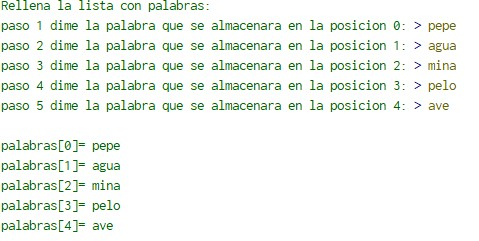 Rellena la lista con palabras:
paso 1 dime la palabra que se almacenara en la posicion 0: > pepe
paso 2 dime la palabra que se almacenara en la posicion 1: > agua
paso 3 dime la palabra que se almacenara en la posicion 2: > mina
paso 4 dime la palabra que se almacenara en la posicion 3: > pelo
paso 5 dime la palabra que se almacenara en la posicion 4: > ave
palabras[0]= pepe
palabras[1]= agua
palabras[2]= mina
palabras[3]= pelo
palabras[4]= ave